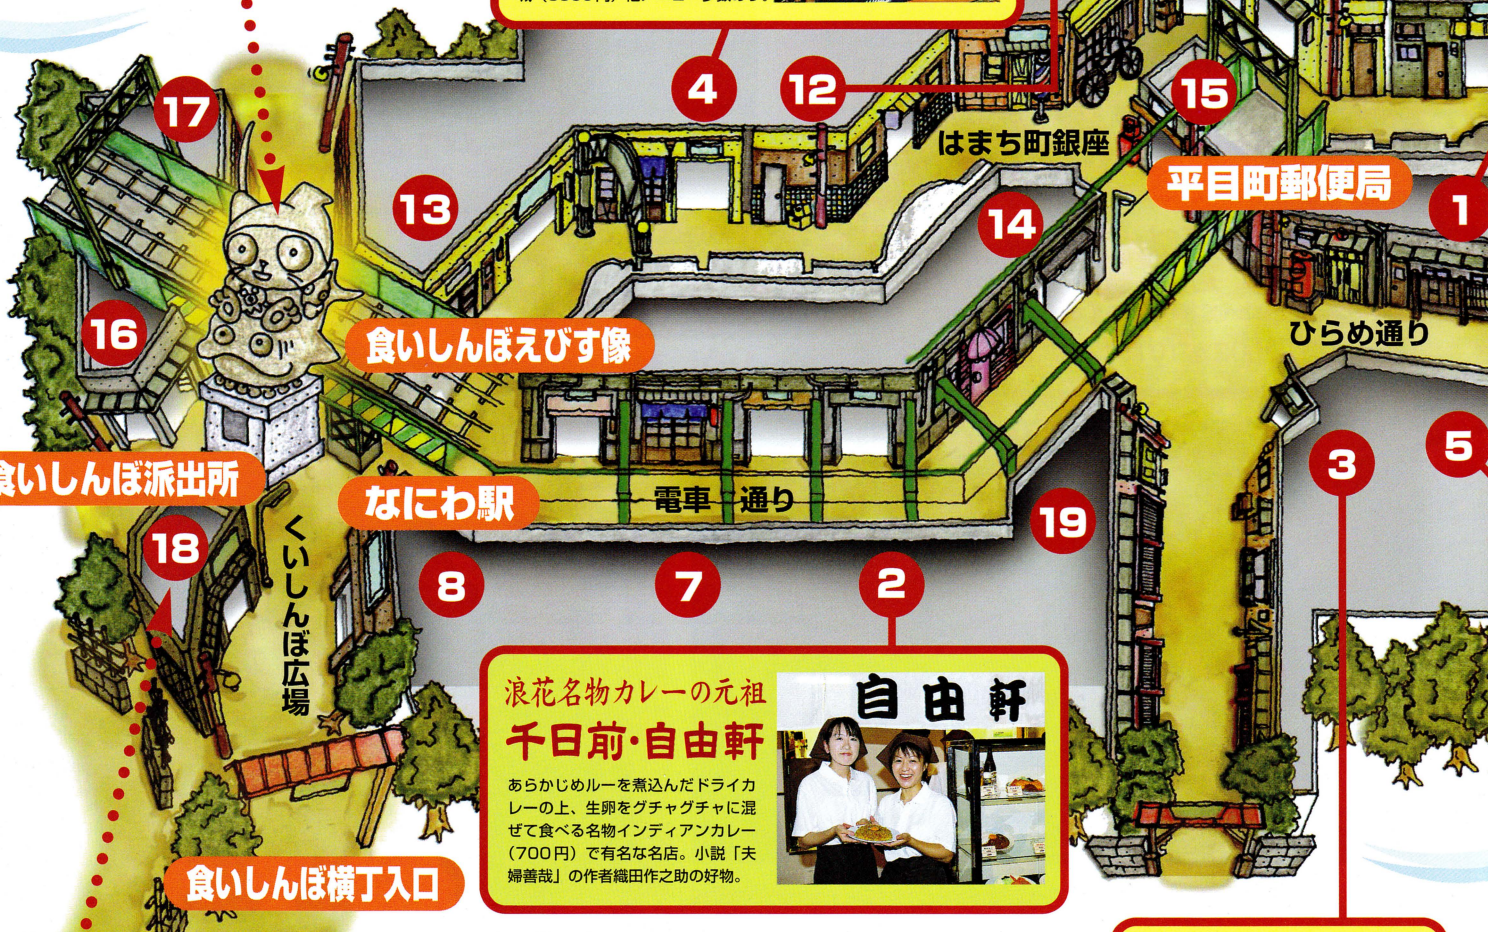 4
12
15
17
はまち町銀座
平目町郵便局
1
13
14
16
ひらめ通り
食いしんぼえびす像
3
5
食いしんぼ派出所
なにわ駅
電車通り
19
18
くいしんぼ広場
8
7
2
浪花名物カレーの元祖
千日前・自由軒
自由軒
あらかじめルーを煮込んだドライカ
レーの上、生卵をグチャグチャに混
ぜて食べる名物インディアンカレー
(700円)で有名な名店。小説「夫
婦善哉」の作者織田作之助の好物。
食いしんぼ横丁入口